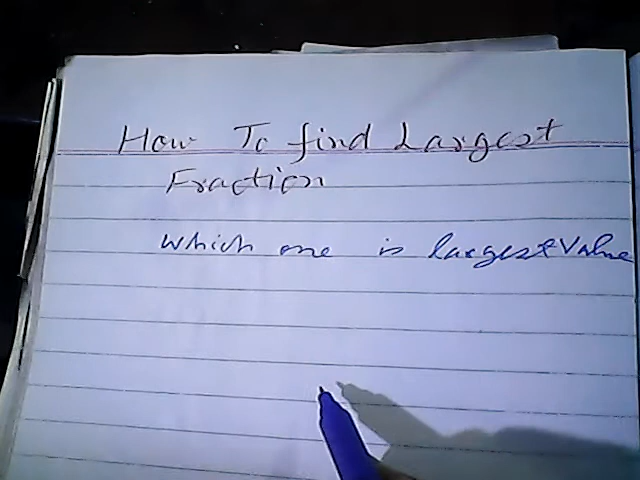 How To find Largest
Fraction
which one is largest Value